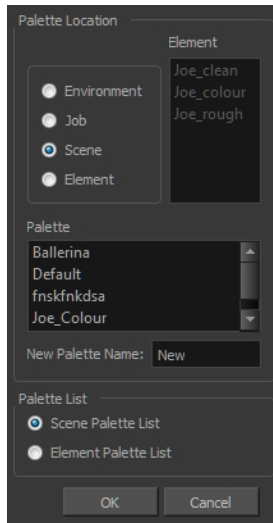 Palette Location
Element
Joe_clean
Joe_colour
Joe_rough
Environment
Job
Scene
Element
Palette
Ballerina
Default
fnskfnkdsa
Joe_Colour
New Palette Name: New
Palette List
Scene Palette List
Element Palette List
OK Cancel